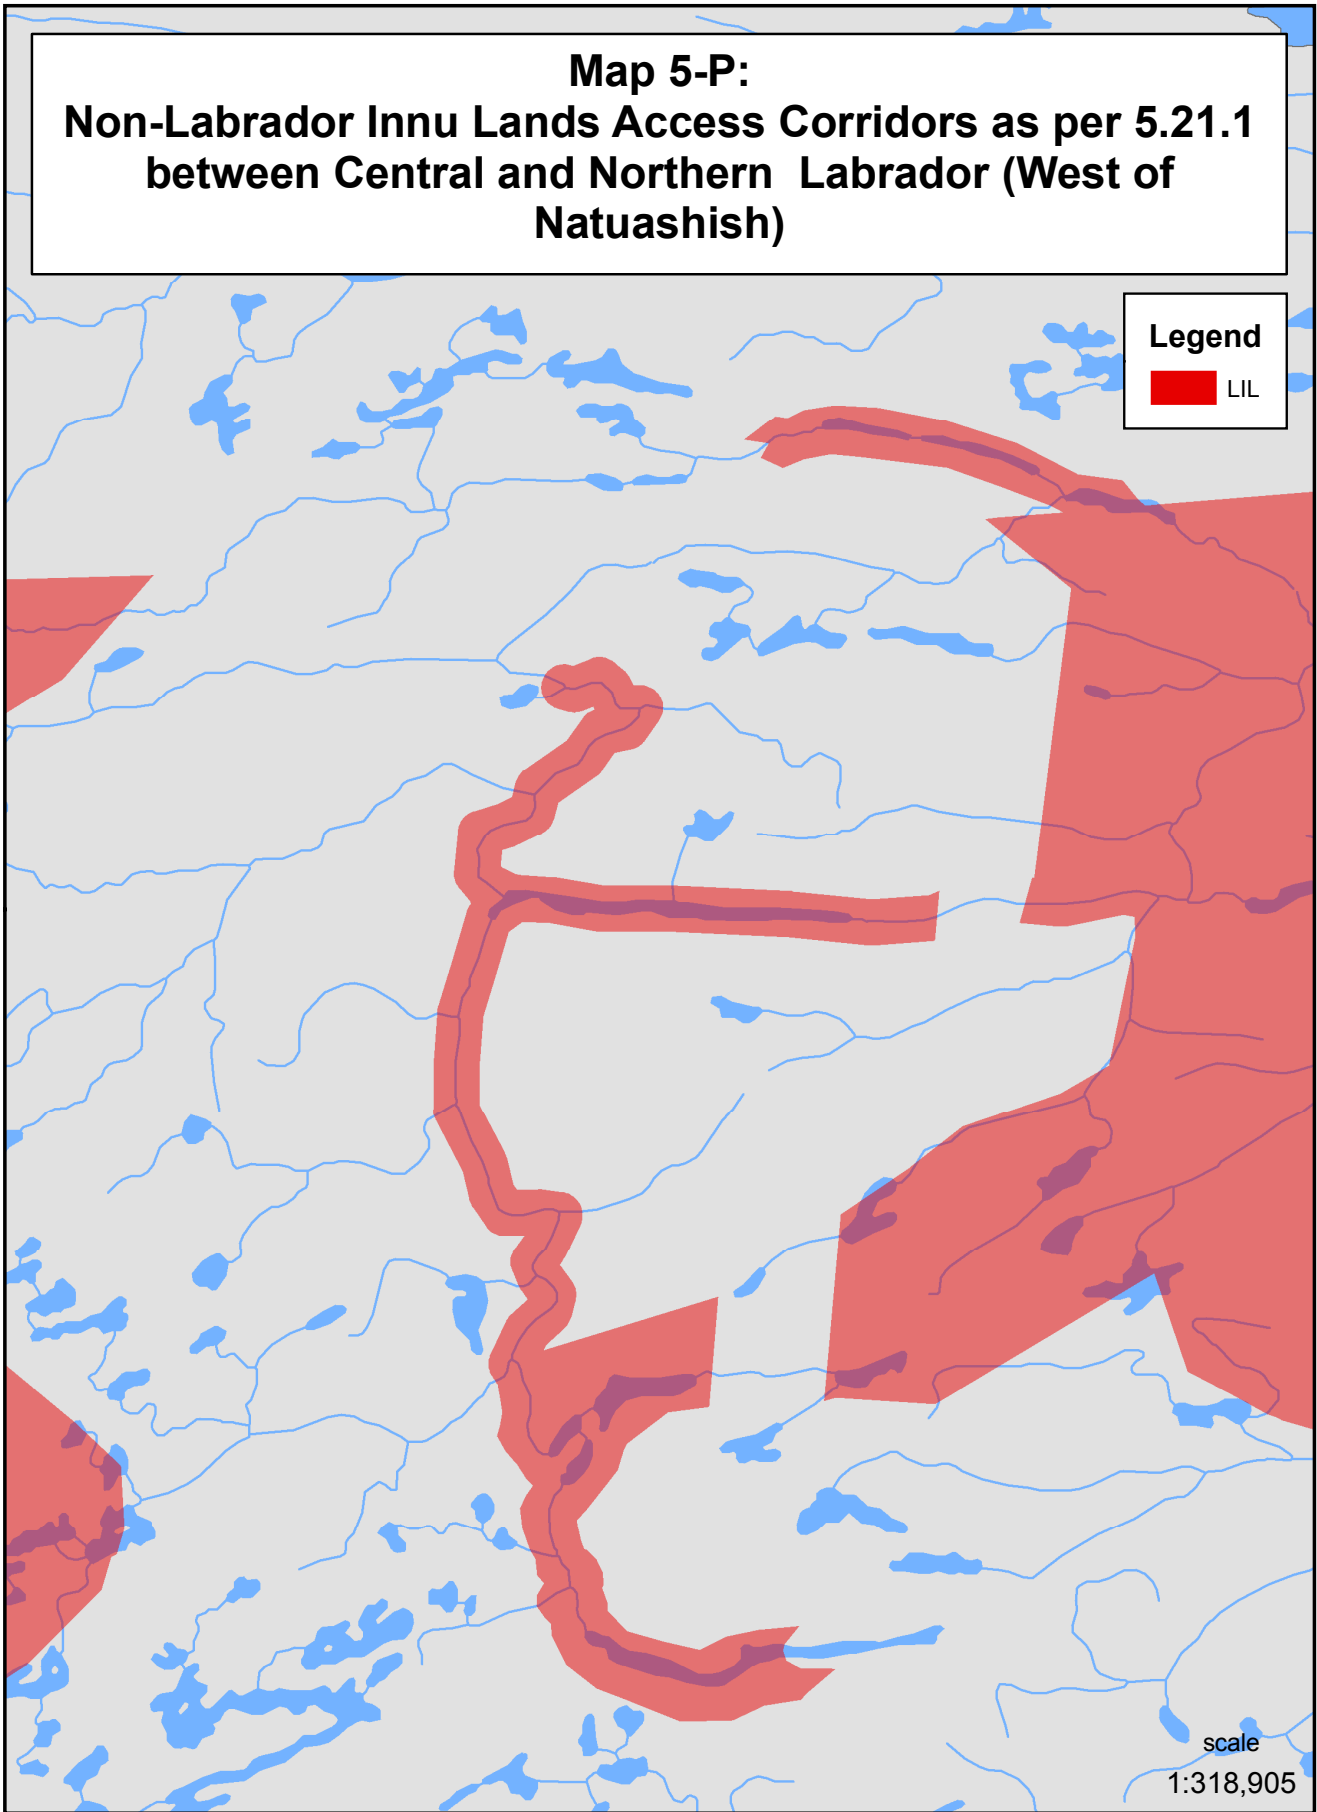 Map 5-P:
Non-Labrador Innu Lands Access Corridors as per 5.21.1
between Central and Northern  Labrador (West of
Natuashish)
Legend
LIL
scale
1:318,905